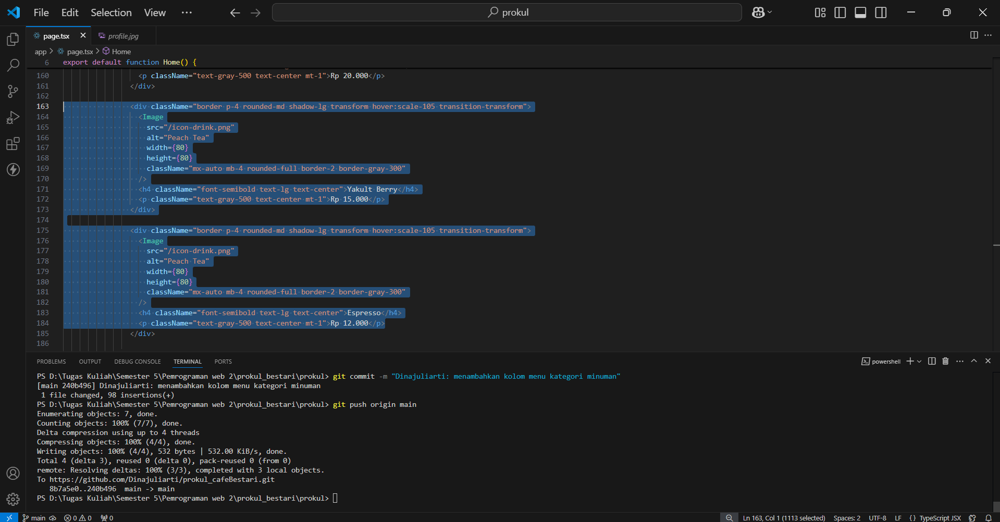 File Edit Selection View ···
prokul
page.tsx
profile.jpg
app > page.tsx > Home
6 export default function Home() {
160 <p className="text-gray-500 text-center mt-1">Rp 20.000</p>
161 </div>
162
163 <div className="border p-4 rounded-md shadow-lg transform hover:scale-105 transition-transform">
164 <Image
165 src="/icon-drink.png"
166 alt="Peach Tea"
167 width={80}
168 height={80}
169 className="mx-auto mb-4 rounded-full border-2 border-gray-300"
170 />
171 <h4 className="font-semibold text-lg text-center">Yakult Berry</h4>
172 <p className="text-gray-500 text-center mt-1">Rp 15.000</p>
173 </div>
174
175 <div className="border p-4 rounded-md shadow-lg transform hover:scale-105 transition-transform">
176 <Image
177 src="/icon-drink.png"
178 alt="Peach Tea"
179 width={80}
180 height={80}
181 className="mx-auto mb-4 rounded-full border-2 border-gray-300"
182 />
183 <h4 className="font-semibold text-lg text-center">Espresso</h4>
184 <p className="text-gray-500 text-center mt-1">Rp 12.000</p>
185 </div>
186
PROBLEMS OUTPUT DEBUG CONSOLE TERMINAL PORTS
powershell
PS D:\Tugas Kuliah\Semester 5\Pemrograman web 2\prokul_bestari\prokul> git commit -m "Dinajuliarti: menambahkan kolom menu kategori minuman"
[main 240b496] Dinajuliarti: menambahkan kolom menu kategori minuman
1 file changed, 98 insertions(+)
PS D:\Tugas Kuliah\Semester 5\Pemrograman web 2\prokul_bestari\prokul> git push origin main
Enumerating objects: 7, done.
Counting objects: 100% (7/7), done.
Delta compression using up to 4 threads
Compressing objects: 100% (4/4), done.
Writing objects: 100% (4/4), 532 bytes | 532.00 KiB/s, done.
Total 4 (delta 3), reused 0 (delta 0), pack-reused 0 (from 0)
remote: Resolving deltas: 100% (3/3), completed with 3 local objects.
To https://github.com/Dinajuliarti/prokul_cafeBestari.git
8b7a5e0..240b496 main -> main
PS D:\Tugas Kuliah\Semester 5\Pemrograman web 2\prokul_bestari\prokul>
main 0 0 0 Ln 163, Col 1 (1113 selected) Spaces: 2 UTF-8 LF {} TypeScript JSX